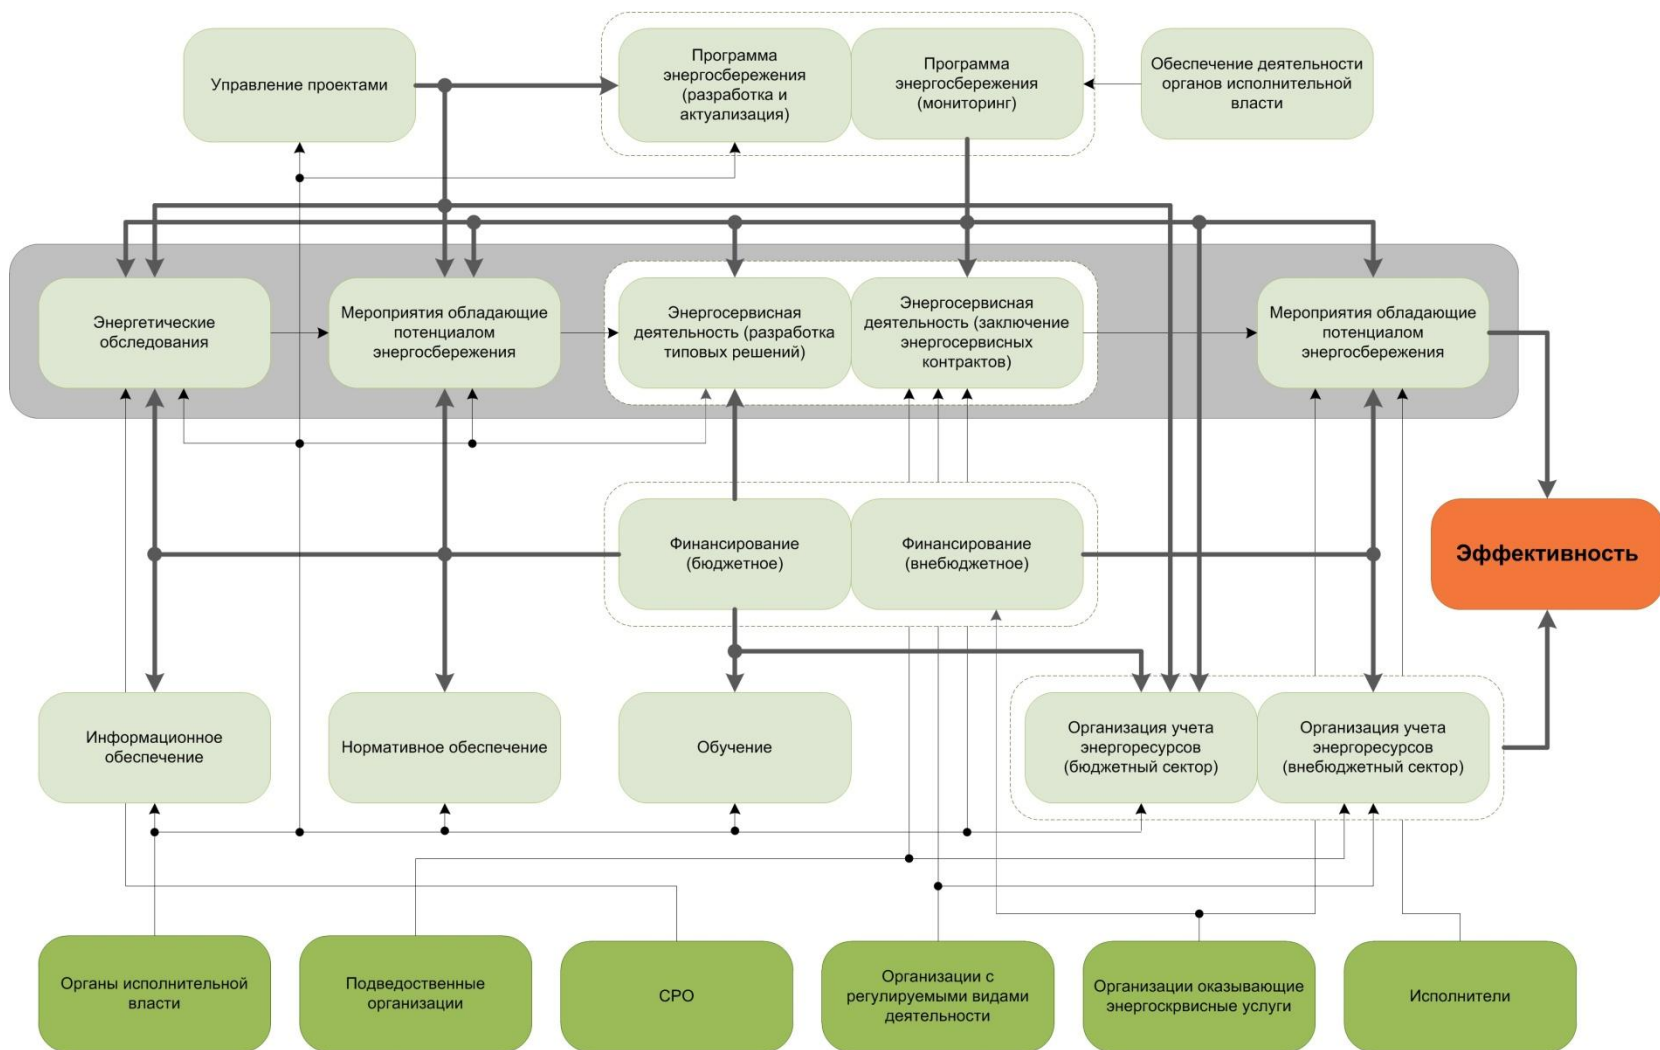 Управление проектами
Программа
энергосбережения
(разработка и
актуализация)
Программа
энергосбережения
(мониторинг)
Обеспечение деятельности
органов исполнительной
власти
Энергетические
обследования
Мероприятия обладающие
потенциалом
энергосбережения
Энергосервисная
деятельность (разработка
типовых решений)
Энергосервисная
деятельность (заключение
энергосервисных
контрактов)
Мероприятия обладающие
потенциалом
энергосбережения
Финансирование
(бюджетное)
Финансирование
(внебюджетное)
Эффективность
Информационное
обеспечение
Нормативное обеспечение
Обучение
Организация учета
энергоресурсов
(бюджетный сектор)
Организация учета
энергоресурсов
(внебюджетный сектор)
Органы исполнительной
власти
Подведоственные
организации
СРО
Организации с
регулируемыми видами
деятельности
Организации оказывающие
энергоскрвисные услуги
Исполнители